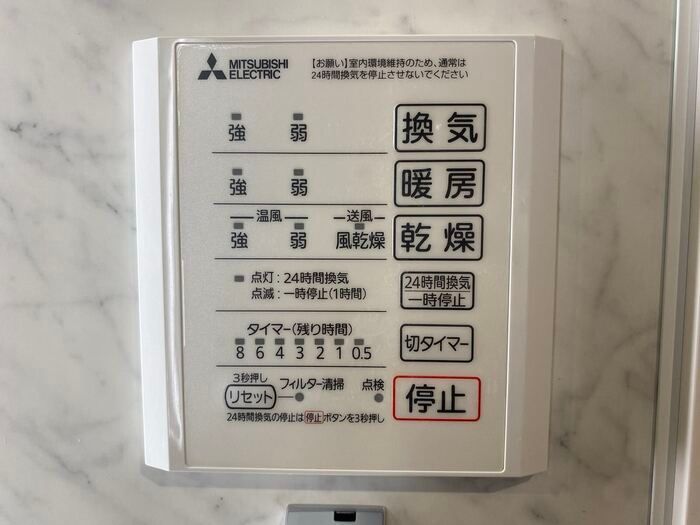 MITSUBISHI
ELECTRIC
【お願い】室内環境維持のため、通常は
24時間換気を停止させないでください
強 弱 換気
強 弱 暖房
温風 送風
強 弱 風乾燥 乾燥
点灯:24時間換気
点滅:一時停止(1時間)
24時間換気
一時停止
タイマー(残り時間)
8 6 4 3 2 1 0.5
切タイマー
3秒押し
リセット フィルター清掃 点検
停止
24時間換気の停止は停止ボタンを3秒押し